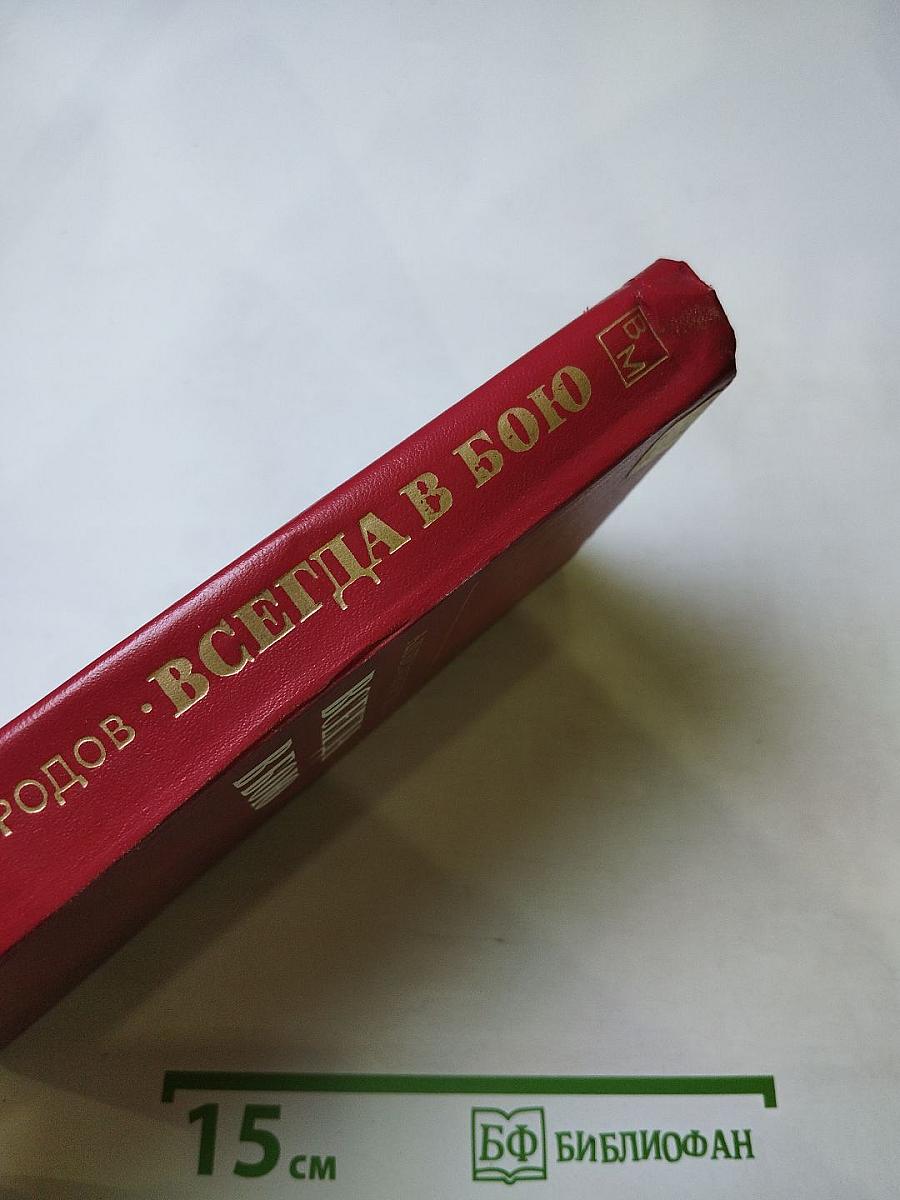 РОДОВ · ВСЕГДА В БОЮ
ВМ
15 см
БФ БИБЛИОФАН